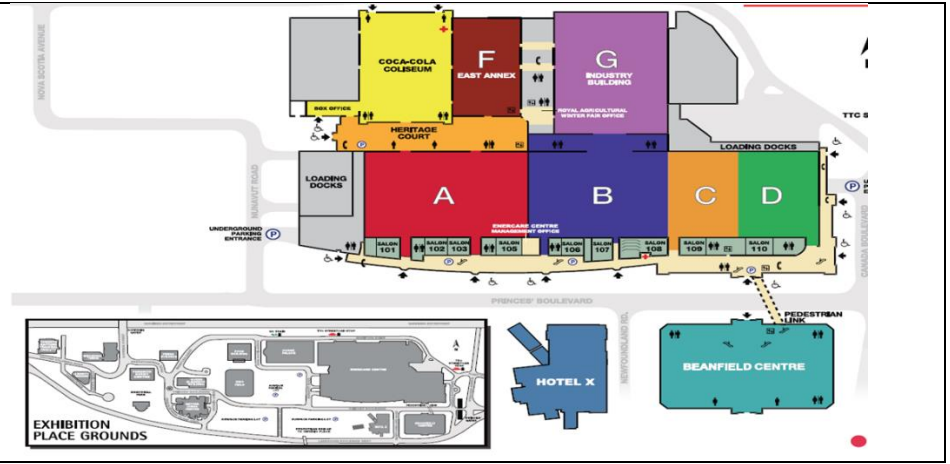 NOVA SCOTIA AVENUE
COCA-COLA
COLISEUM
F
EAST ANNEX
G
INDUSTRY
BUILDING
BOX OFFICE
ROYAL AGRICULTURAL
WINTER FAIR OFFICE
HERITAGE
COURT
TTC S
LOADING DOCKS
LOADING
DOCKS
NUNAVUT ROAD
A
B
C
D
P
CANADA BOULEVARD
UNDERGROUND
PARKING
ENTRANCE
P
ENERCARE CENTRE
MANAGEMENT OFFICE
SALON
101
SALON
102
SALON
103
SALON
105
SALON
106
SALON
107
SALON
108
SALON
109
SALON
110
PRINCES' BOULEVARD
PEDESTRIAN
LINK
NEWFOUNDLAND RD.
HOTEL X
BEANFIELD CENTRE
EXHIBITION
PLACE GROUNDS